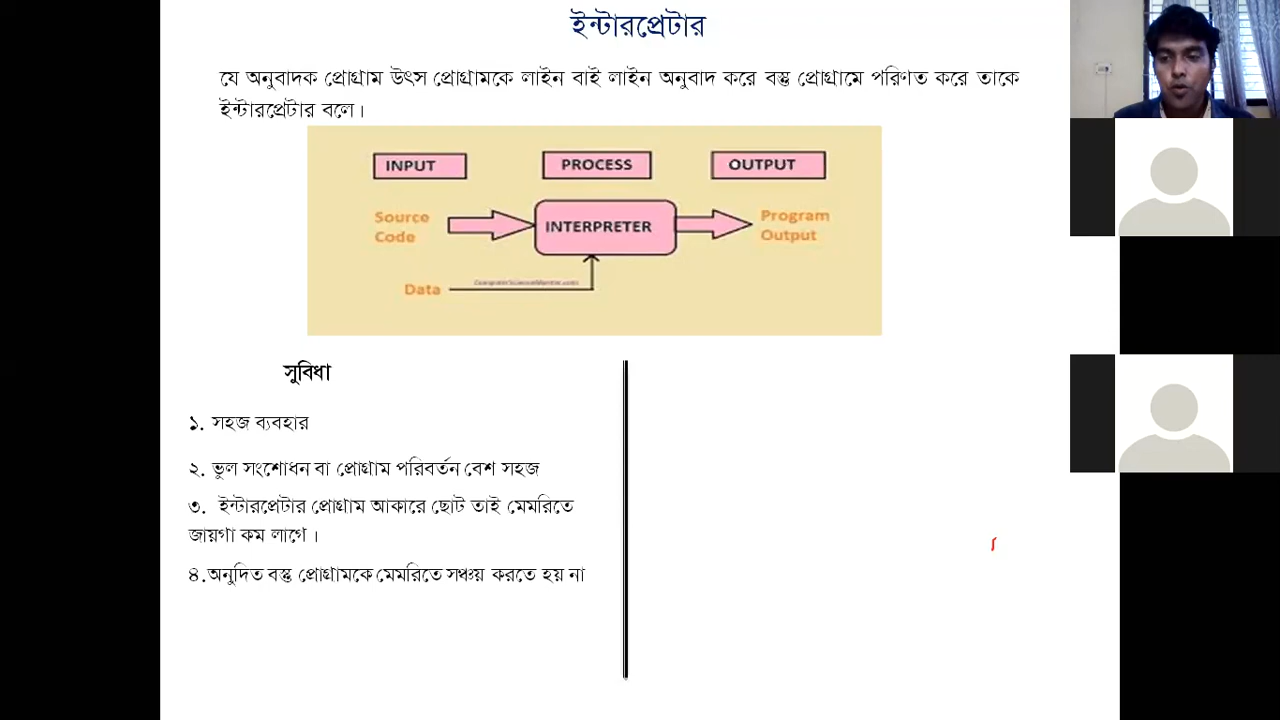 ইন্টারপ্রেটার
যে অনুবাদক প্রোগ্রাম উৎস প্রোগ্রামকে লাইন বাই লাইন অনুবাদ করে বস্তু প্রোগ্রামে পরিণত করে তাকে
ইন্টারপ্রেটার বলে।
INPUT PROCESS OUTPUT
Source Code
INTERPRETER
Program Output
Data
ComputerScienceMentor.com
সুবিধা
১. সহজ ব্যবহার
২. ভুল সংশোধন বা প্রোগ্রাম পরিবর্তন বেশ সহজ
৩. ইন্টারপ্রেটার প্রোগ্রাম আকারে ছোট তাই মেমরিতে
জায়গা কম লাগে।
৪.অনুদিত বস্তু প্রোগ্রামকে মেমরিতে সঞ্চয় করতে হয় না